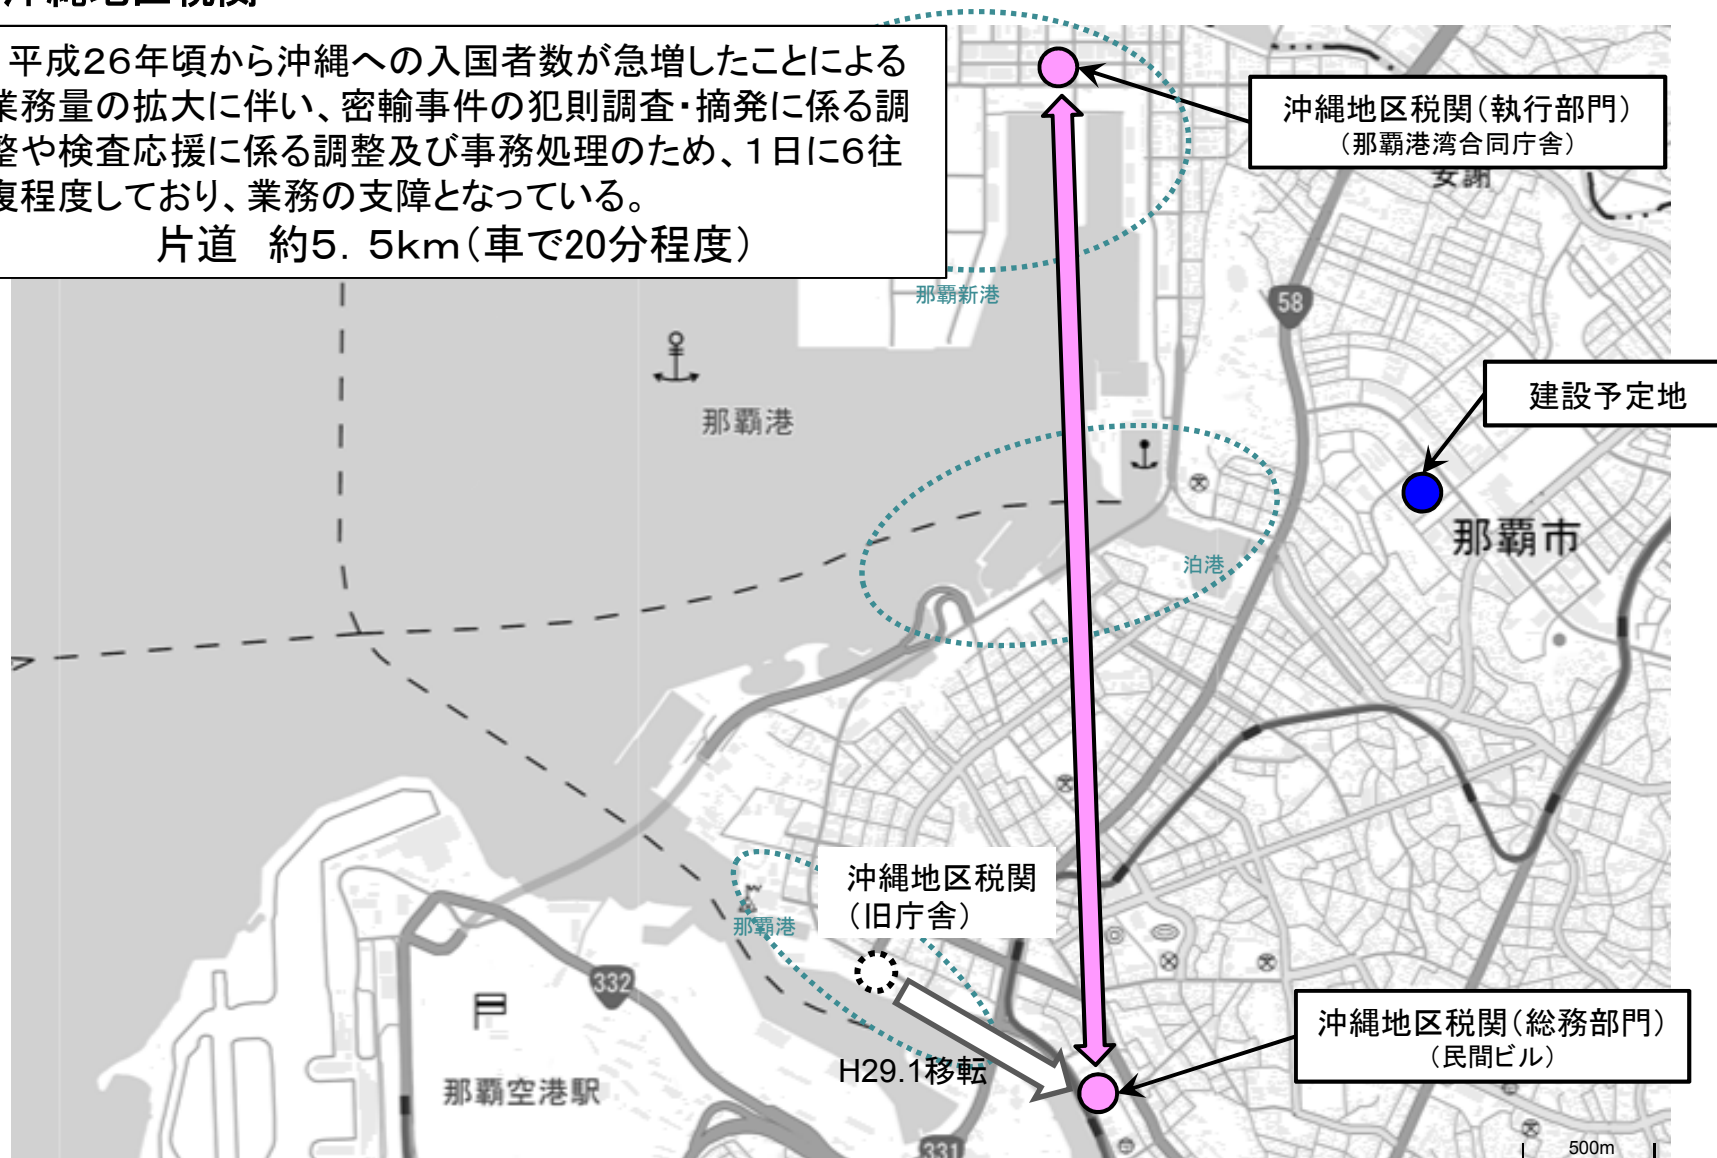 沖縄地区税関
平成26年頃から沖縄への入国者数が急増したことによる
業務量の拡大に伴い、密輸事件の犯則調査・摘発に係る調
整や検査応援に係る調整及び事務処理のため、1日に6往
復程度しており、業務の支障となっている。
片道　約5．5km（車で20分程度）
沖縄地区税関（執行部門）
（那覇港湾合同庁舎）
安謝
那覇新港
58
建設予定地
那覇港
那覇市
泊港
沖縄地区税関
（旧庁舎）
那覇港
332
沖縄地区税関（総務部門）
（民間ビル）
H29.1移転
那覇空港駅
331
500m